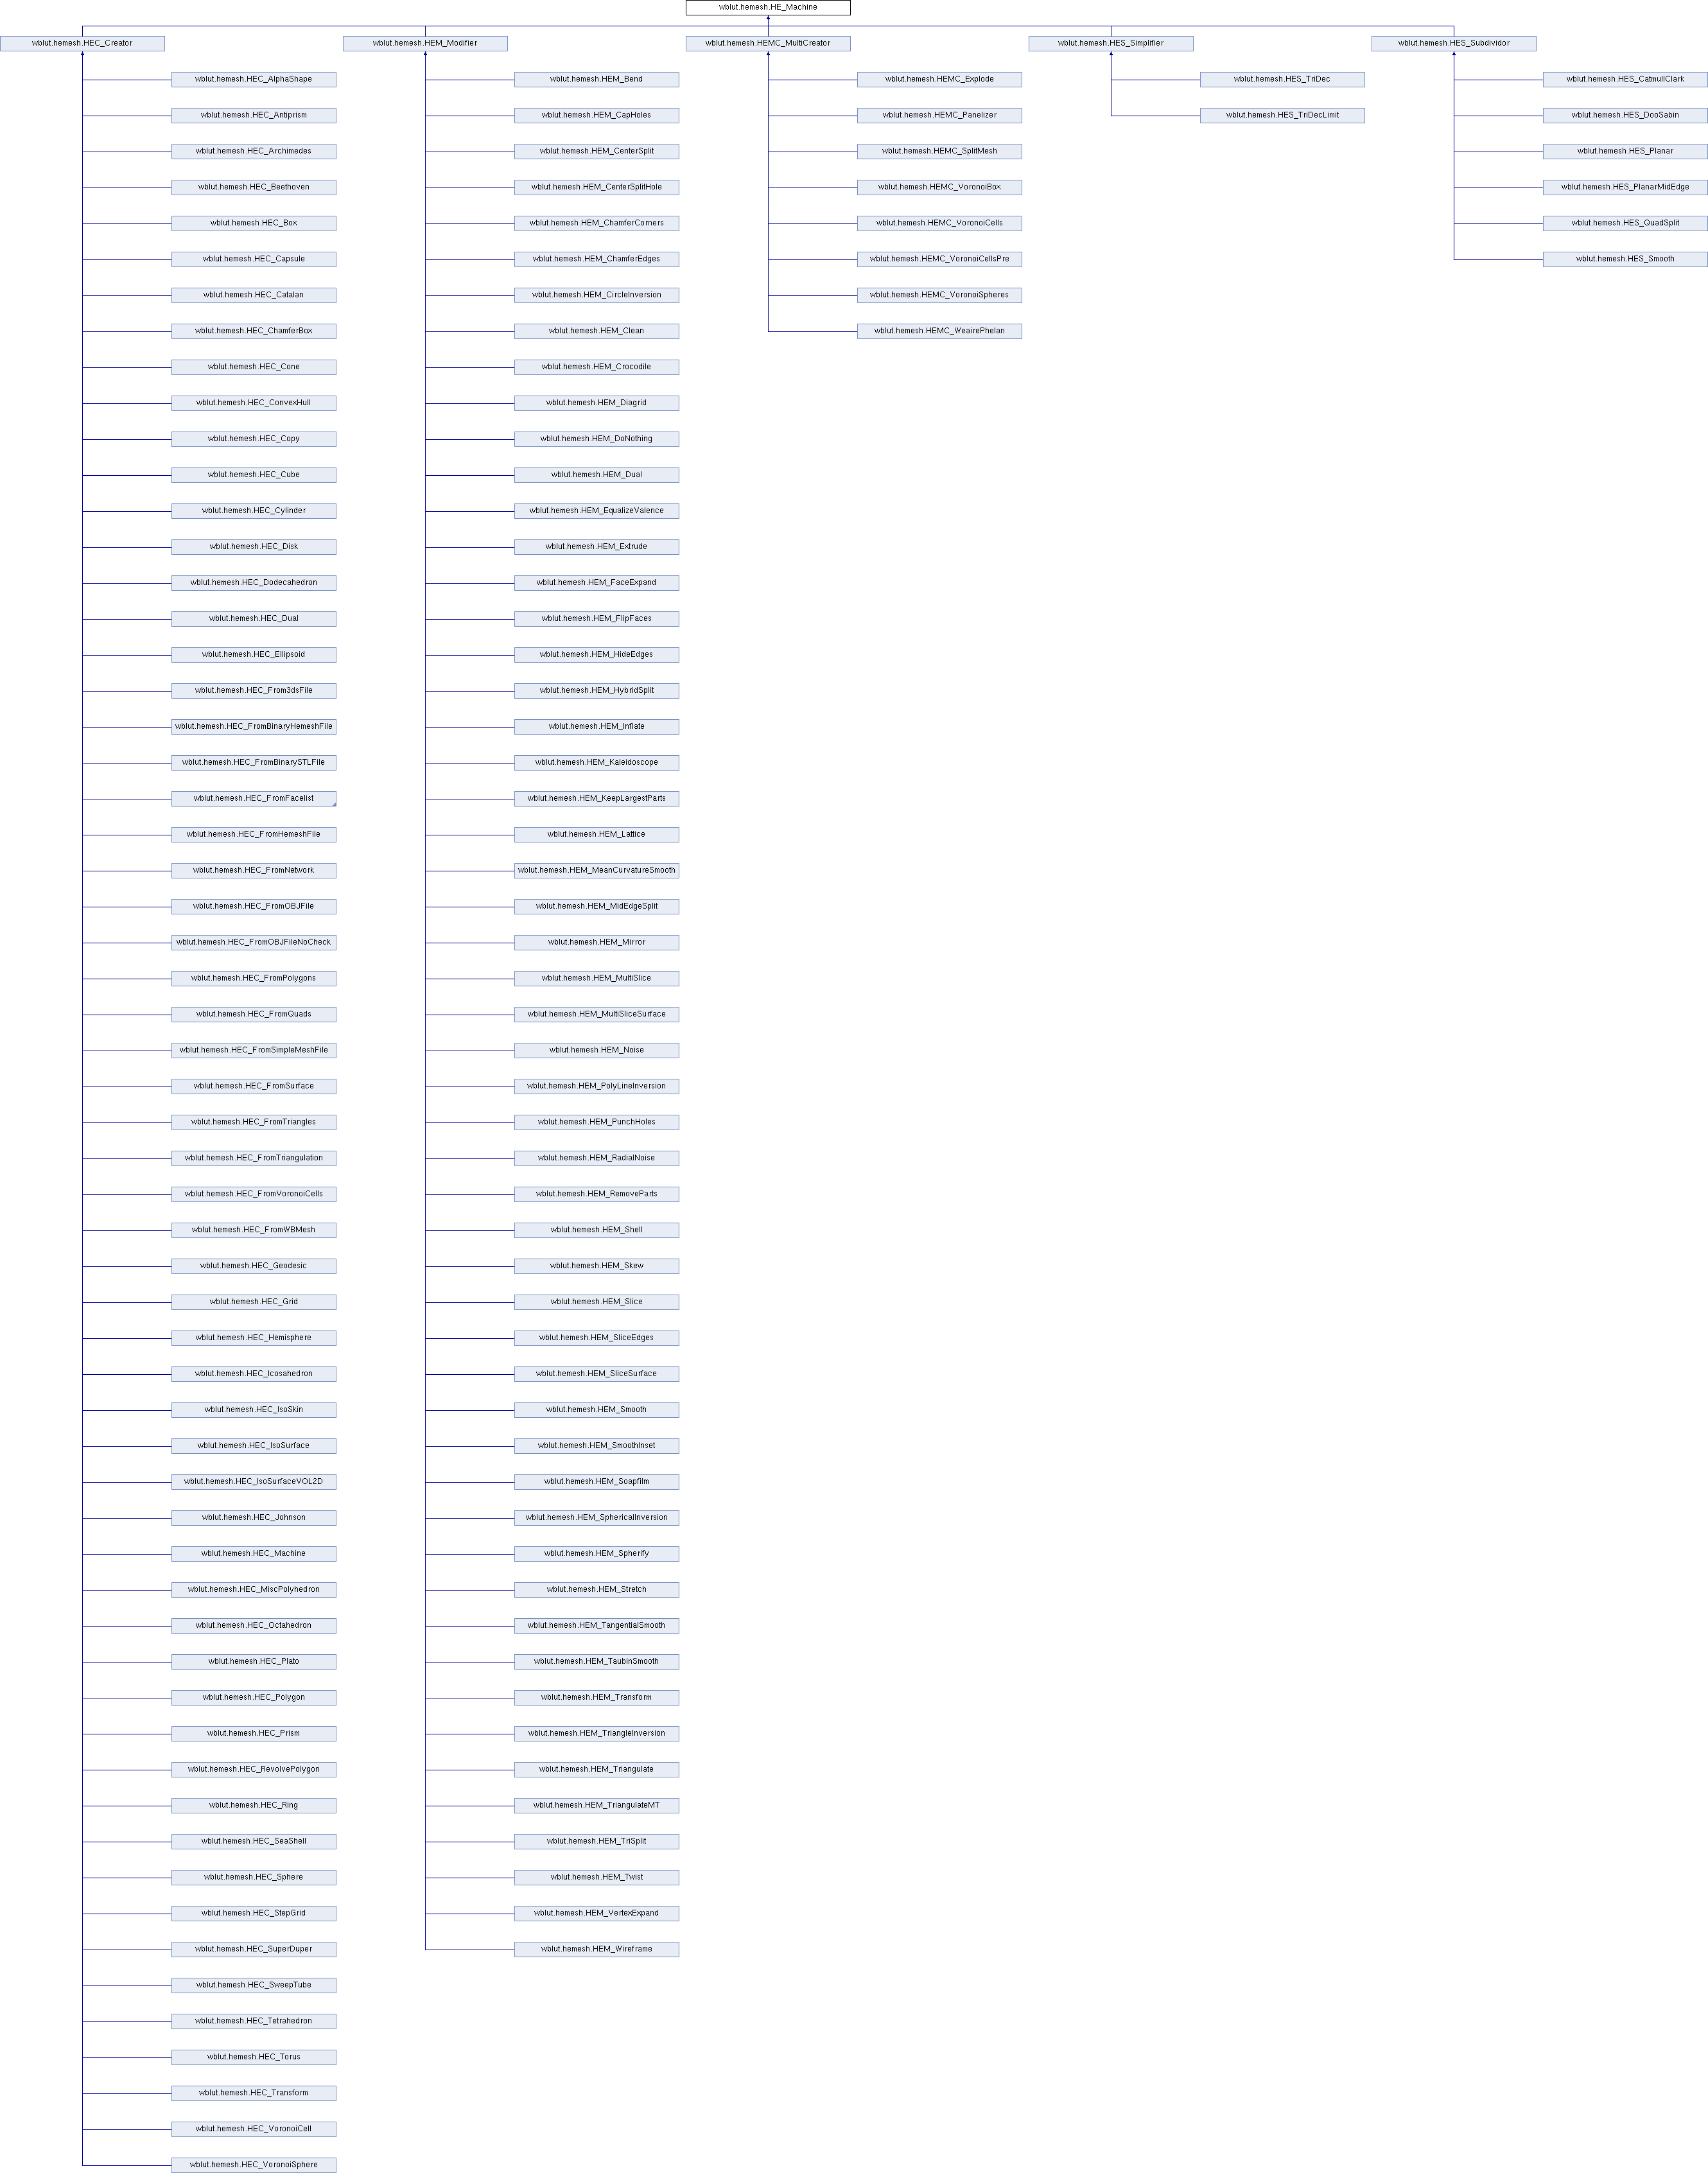 wblut.hemesh.HE_Machine
wblut.hemesh.HEC_Creator
wblut.hemesh.HEM_Modifier
wblut.hemesh.HEMC_MultiCreator
wblut.hemesh.HES_Simplifier
wblut.hemesh.HES_Subdividor
wblut.hemesh.HEC_AlphaShape
wblut.hemesh.HEC_Antiprism
wblut.hemesh.HEC_Archimedes
wblut.hemesh.HEC_Beethoven
wblut.hemesh.HEC_Box
wblut.hemesh.HEC_Capsule
wblut.hemesh.HEC_Catalan
wblut.hemesh.HEC_ChamferBox
wblut.hemesh.HEC_Cone
wblut.hemesh.HEC_ConvexHull
wblut.hemesh.HEC_Copy
wblut.hemesh.HEC_Cube
wblut.hemesh.HEC_Cylinder
wblut.hemesh.HEC_Disk
wblut.hemesh.HEC_Dodecahedron
wblut.hemesh.HEC_Dual
wblut.hemesh.HEC_Ellipsoid
wblut.hemesh.HEC_From3dsFile
wblut.hemesh.HEC_FromBinaryHemeshFile
wblut.hemesh.HEC_FromBinarySTLFile
wblut.hemesh.HEC_FromFacelist
wblut.hemesh.HEC_FromHemeshFile
wblut.hemesh.HEC_FromNetwork
wblut.hemesh.HEC_FromOBJFile
wblut.hemesh.HEC_FromOBJFileNoCheck
wblut.hemesh.HEC_FromPolygons
wblut.hemesh.HEC_FromQuads
wblut.hemesh.HEC_FromSimpleMeshFile
wblut.hemesh.HEC_FromSurface
wblut.hemesh.HEC_FromTriangles
wblut.hemesh.HEC_FromTriangulation
wblut.hemesh.HEC_FromVoronoiCells
wblut.hemesh.HEC_FromWBMesh
wblut.hemesh.HEC_Geodesic
wblut.hemesh.HEC_Grid
wblut.hemesh.HEC_Hemisphere
wblut.hemesh.HEC_Icosahedron
wblut.hemesh.HEC_IsoSkin
wblut.hemesh.HEC_IsoSurface
wblut.hemesh.HEC_IsoSurfaceVOL2D
wblut.hemesh.HEC_Johnson
wblut.hemesh.HEC_Machine
wblut.hemesh.HEC_MiscPolyhedron
wblut.hemesh.HEC_Octahedron
wblut.hemesh.HEC_Plato
wblut.hemesh.HEC_Polygon
wblut.hemesh.HEC_Prism
wblut.hemesh.HEC_RevolvePolygon
wblut.hemesh.HEC_Ring
wblut.hemesh.HEC_SeaShell
wblut.hemesh.HEC_Sphere
wblut.hemesh.HEC_StepGrid
wblut.hemesh.HEC_SuperDuper
wblut.hemesh.HEC_SweepTube
wblut.hemesh.HEC_Tetrahedron
wblut.hemesh.HEC_Torus
wblut.hemesh.HEC_Transform
wblut.hemesh.HEC_VoronoiCell
wblut.hemesh.HEC_VoronoiSphere
wblut.hemesh.HEM_Bend
wblut.hemesh.HEM_CapHoles
wblut.hemesh.HEM_CenterSplit
wblut.hemesh.HEM_CenterSplitHole
wblut.hemesh.HEM_ChamferCorners
wblut.hemesh.HEM_ChamferEdges
wblut.hemesh.HEM_CircleInversion
wblut.hemesh.HEM_Clean
wblut.hemesh.HEM_Crocodile
wblut.hemesh.HEM_Diagrid
wblut.hemesh.HEM_DoNothing
wblut.hemesh.HEM_Dual
wblut.hemesh.HEM_EqualizeValence
wblut.hemesh.HEM_Extrude
wblut.hemesh.HEM_FaceExpand
wblut.hemesh.HEM_FlipFaces
wblut.hemesh.HEM_HideEdges
wblut.hemesh.HEM_HybridSplit
wblut.hemesh.HEM_Inflate
wblut.hemesh.HEM_Kaleidoscope
wblut.hemesh.HEM_KeepLargestParts
wblut.hemesh.HEM_Lattice
wblut.hemesh.HEM_MeanCurvatureSmooth
wblut.hemesh.HEM_MidEdgeSplit
wblut.hemesh.HEM_Mirror
wblut.hemesh.HEM_MultiSlice
wblut.hemesh.HEM_MultiSliceSurface
wblut.hemesh.HEM_Noise
wblut.hemesh.HEM_PolyLineInversion
wblut.hemesh.HEM_PunchHoles
wblut.hemesh.HEM_RadialNoise
wblut.hemesh.HEM_RemoveParts
wblut.hemesh.HEM_Shell
wblut.hemesh.HEM_Skew
wblut.hemesh.HEM_Slice
wblut.hemesh.HEM_SliceEdges
wblut.hemesh.HEM_SliceSurface
wblut.hemesh.HEM_Smooth
wblut.hemesh.HEM_SmoothInset
wblut.hemesh.HEM_Soapfilm
wblut.hemesh.HEM_SphericalInversion
wblut.hemesh.HEM_Spherify
wblut.hemesh.HEM_Stretch
wblut.hemesh.HEM_TangentialSmooth
wblut.hemesh.HEM_TaubinSmooth
wblut.hemesh.HEM_Transform
wblut.hemesh.HEM_TriangleInversion
wblut.hemesh.HEM_Triangulate
wblut.hemesh.HEM_TriangulateMT
wblut.hemesh.HEM_TriSplit
wblut.hemesh.HEM_Twist
wblut.hemesh.HEM_VertexExpand
wblut.hemesh.HEM_Wireframe
wblut.hemesh.HEMC_Explode
wblut.hemesh.HEMC_Panelizer
wblut.hemesh.HEMC_SplitMesh
wblut.hemesh.HEMC_VoronoiBox
wblut.hemesh.HEMC_VoronoiCells
wblut.hemesh.HEMC_VoronoiCellsPre
wblut.hemesh.HEMC_VoronoiSpheres
wblut.hemesh.HEMC_WeairePhelan
wblut.hemesh.HES_TriDec
wblut.hemesh.HES_TriDecLimit
wblut.hemesh.HES_CatmullClark
wblut.hemesh.HES_DooSabin
wblut.hemesh.HES_Planar
wblut.hemesh.HES_PlanarMidEdge
wblut.hemesh.HES_QuadSplit
wblut.hemesh.HES_Smooth